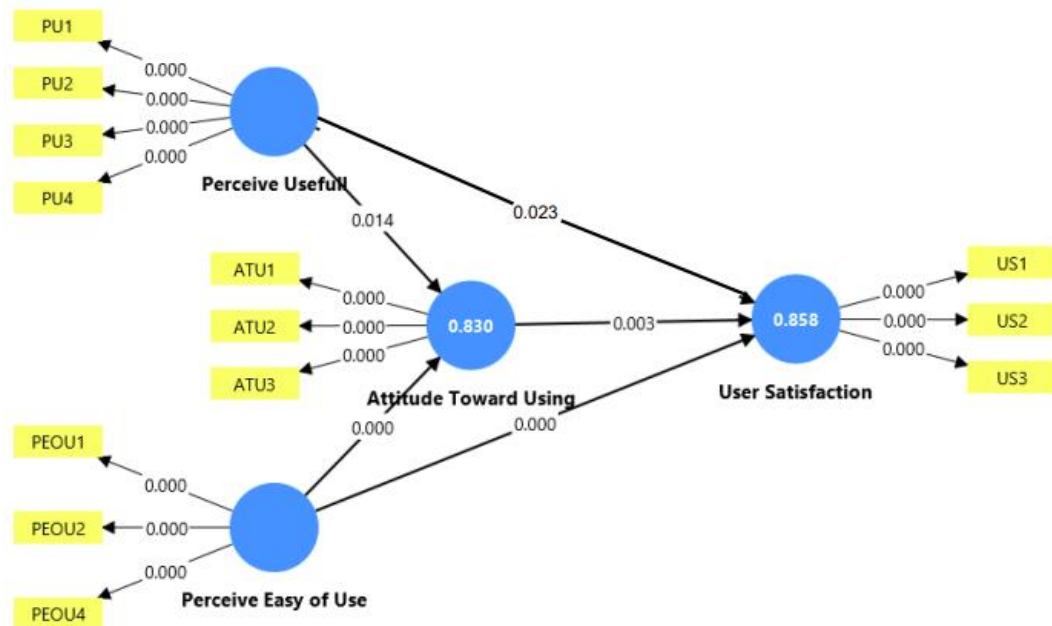 PU1
0.000
PU2
0.000
PU3
0.000
PU4
0.000
Perceive Usefull
0.014
0.023
ATU1
0.000
ATU2
0.000
ATU3
0.000
0.830
Attitude Toward Using
0.003
0.858
User Satisfaction
US1
0.000
US2
0.000
US3
0.000
PEOU1
0.000
PEOU2
0.000
PEOU4
0.000
Perceive Easy of Use
0.000
0.000